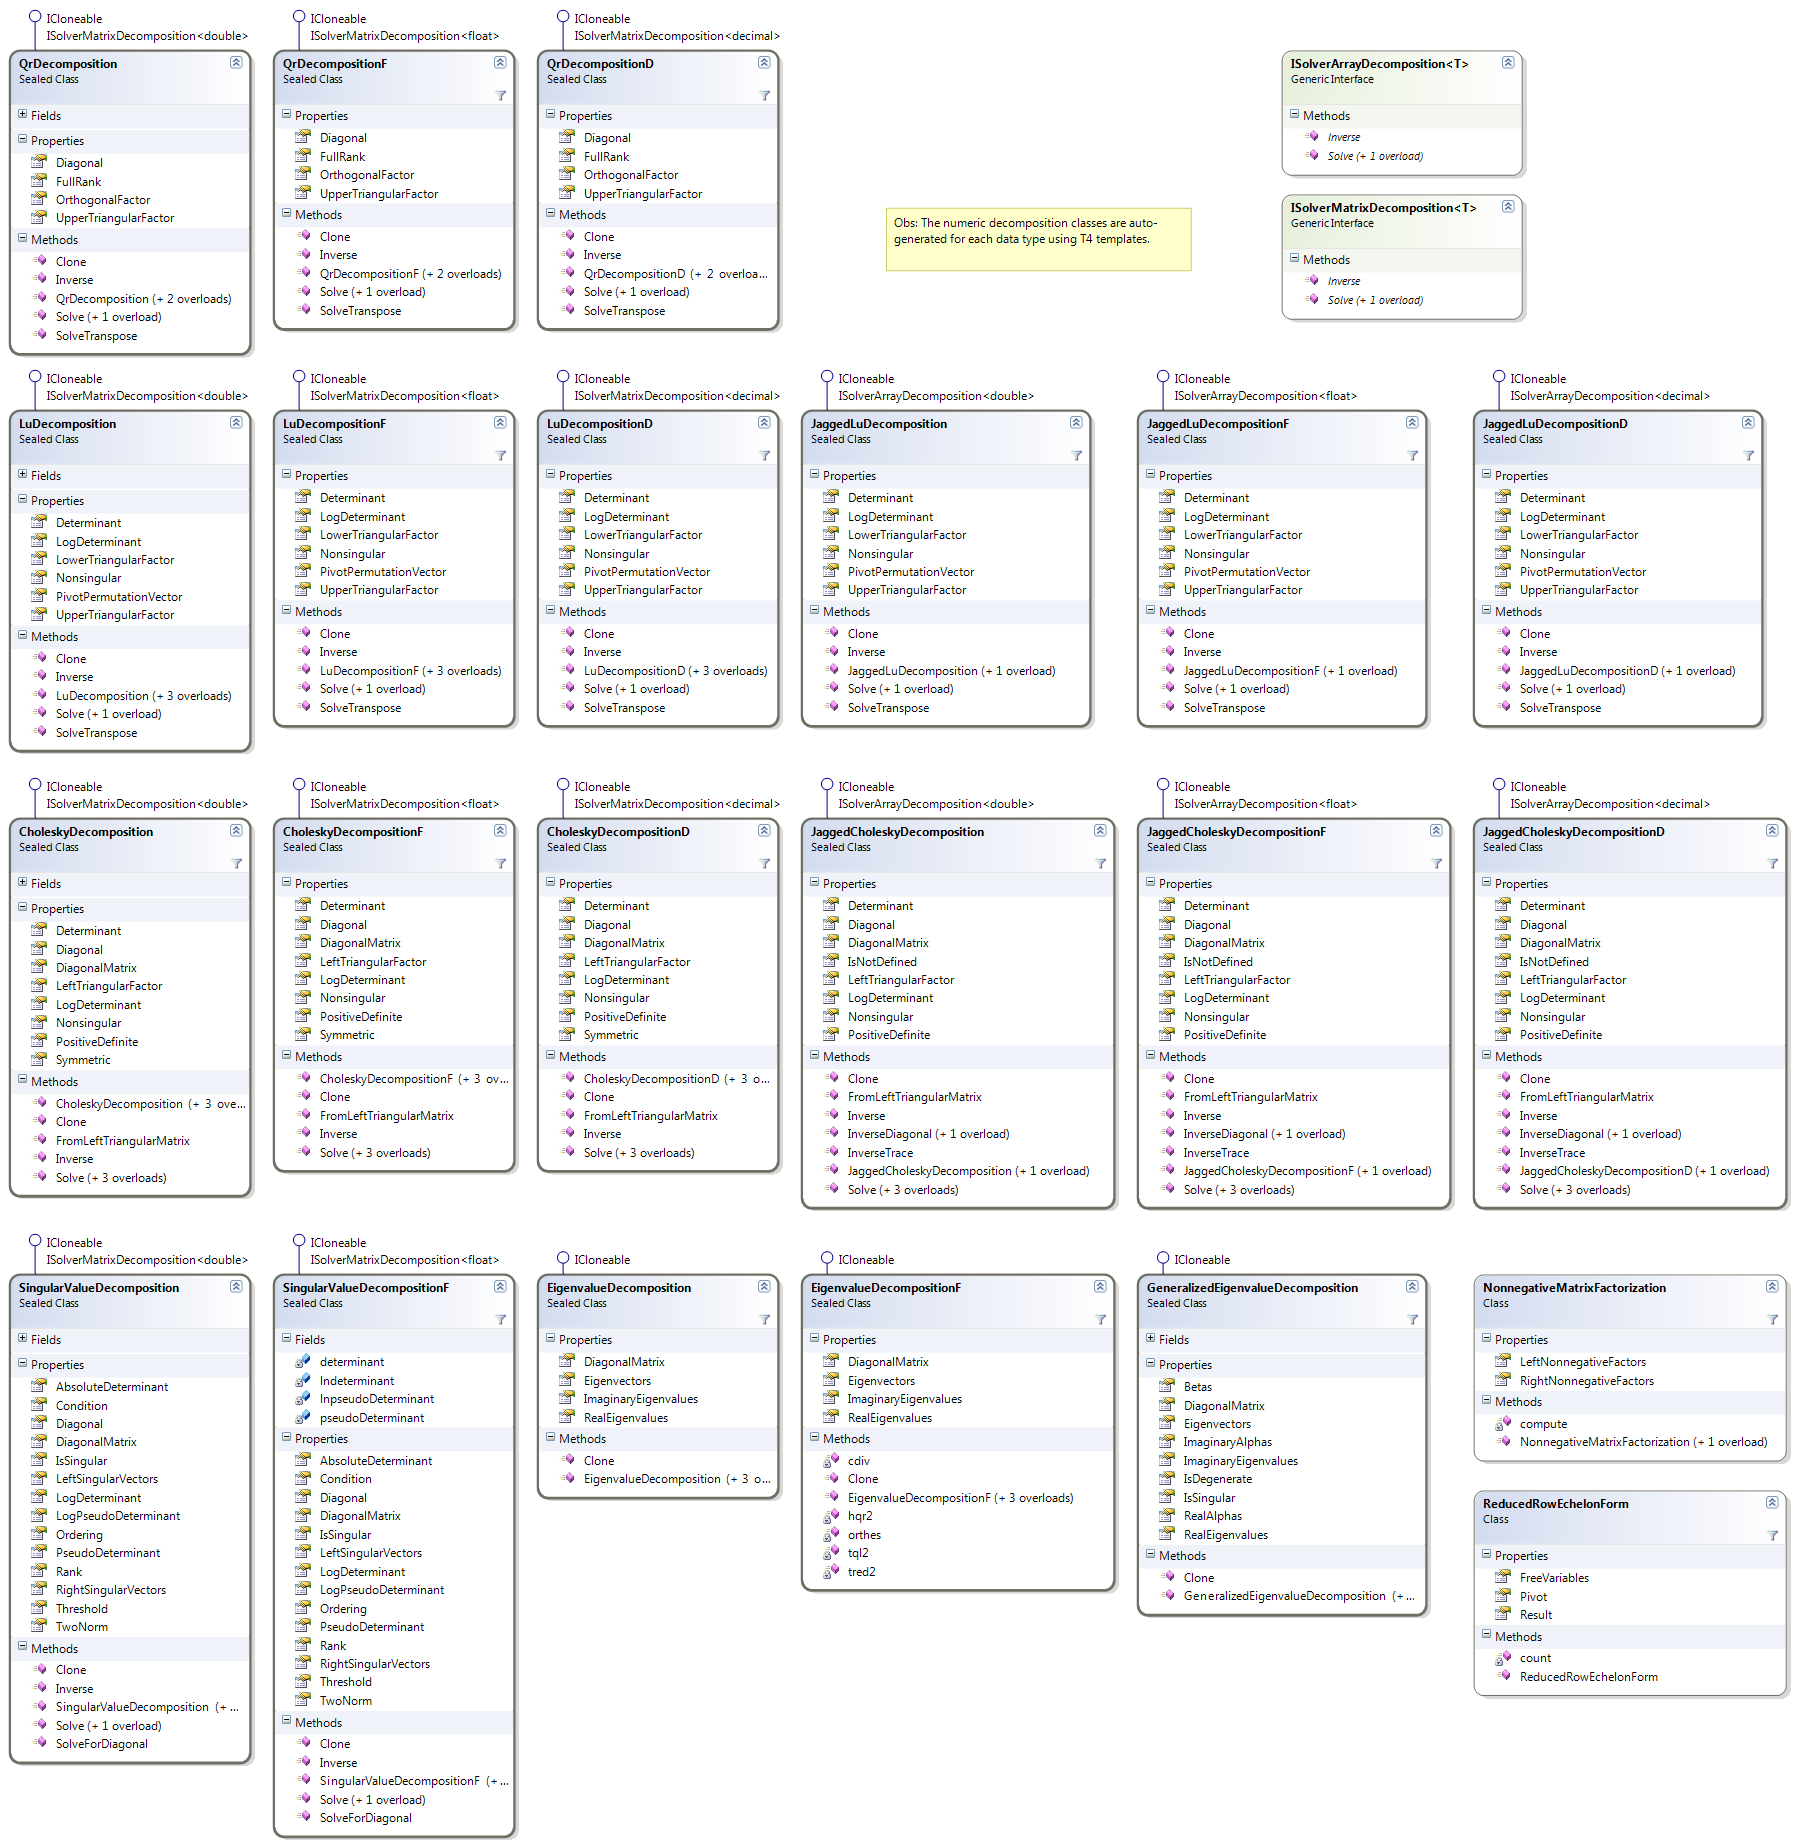 ICloneable
ISolverMatrixDecomposition<double>
QrDecomposition
Sealed Class
Fields
Properties
Diagonal
FullRank
OrthogonalFactor
UpperTriangularFactor
Methods
Clone
Inverse
QrDecomposition (+ 2 overloads)
Solve (+ 1 overload)
SolveTranspose
ICloneable
ISolverMatrixDecomposition<float>
QrDecompositionF
Sealed Class
Properties
Diagonal
FullRank
OrthogonalFactor
UpperTriangularFactor
Methods
Clone
Inverse
QrDecompositionF (+ 2 overloads)
Solve (+ 1 overload)
SolveTranspose
ICloneable
ISolverMatrixDecomposition<decimal>
QrDecompositionD
Sealed Class
Properties
Diagonal
FullRank
OrthogonalFactor
UpperTriangularFactor
Methods
Clone
Inverse
QrDecompositionD (+ 2 overloa...
Solve (+ 1 overload)
SolveTranspose
Obs: The numeric decomposition classes are auto-
generated for each data type using T4 templates.
ISolverArrayDecomposition<T>
Generic Interface
Methods
Inverse
Solve (+ 1 overload)
ISolverMatrixDecomposition<T>
Generic Interface
Methods
Inverse
Solve (+ 1 overload)
ICloneable
ISolverMatrixDecomposition<double>
LuDecomposition
Sealed Class
Fields
Properties
Determinant
LogDeterminant
LowerTriangularFactor
Nonsingular
PivotPermutationVector
UpperTriangularFactor
Methods
Clone
Inverse
LuDecomposition (+ 3 overloads)
Solve (+ 1 overload)
SolveTranspose
ICloneable
ISolverMatrixDecomposition<float>
LuDecompositionF
Sealed Class
Properties
Determinant
LogDeterminant
LowerTriangularFactor
Nonsingular
PivotPermutationVector
UpperTriangularFactor
Methods
Clone
Inverse
LuDecompositionF (+ 3 overloads)
Solve (+ 1 overload)
SolveTranspose
ICloneable
ISolverMatrixDecomposition<decimal>
LuDecompositionD
Sealed Class
Properties
Determinant
LogDeterminant
LowerTriangularFactor
Nonsingular
PivotPermutationVector
UpperTriangularFactor
Methods
Clone
Inverse
LuDecompositionD (+ 3 overloads)
Solve (+ 1 overload)
SolveTranspose
ICloneable
ISolverArrayDecomposition<double>
JaggedLuDecomposition
Sealed Class
Properties
Determinant
LogDeterminant
LowerTriangularFactor
Nonsingular
PivotPermutationVector
UpperTriangularFactor
Methods
Clone
Inverse
JaggedLuDecomposition (+ 1 overload)
Solve (+ 1 overload)
SolveTranspose
ICloneable
ISolverArrayDecomposition<float>
JaggedLuDecompositionF
Sealed Class
Properties
Determinant
LogDeterminant
LowerTriangularFactor
Nonsingular
PivotPermutationVector
UpperTriangularFactor
Methods
Clone
Inverse
JaggedLuDecompositionF (+ 1 overload)
Solve (+ 1 overload)
SolveTranspose
ICloneable
ISolverArrayDecomposition<decimal>
JaggedLuDecompositionD
Sealed Class
Properties
Determinant
LogDeterminant
LowerTriangularFactor
Nonsingular
PivotPermutationVector
UpperTriangularFactor
Methods
Clone
Inverse
JaggedLuDecompositionD (+ 1 overload)
Solve (+ 1 overload)
SolveTranspose
ICloneable
ISolverMatrixDecomposition<double>
CholeskyDecomposition
Sealed Class
Fields
Properties
Determinant
Diagonal
DiagonalMatrix
LeftTriangularFactor
LogDeterminant
Nonsingular
PositiveDefinite
Symmetric
Methods
CholeskyDecomposition (+ 3 ove...
Clone
FromLeftTriangularMatrix
Inverse
Solve (+ 3 overloads)
ICloneable
ISolverMatrixDecomposition<float>
CholeskyDecompositionF
Sealed Class
Properties
Determinant
Diagonal
DiagonalMatrix
LeftTriangularFactor
LogDeterminant
Nonsingular
PositiveDefinite
Symmetric
Methods
CholeskyDecompositionF (+ 3 ov...
Clone
FromLeftTriangularMatrix
Inverse
Solve (+ 3 overloads)
ICloneable
ISolverMatrixDecomposition<decimal>
CholeskyDecompositionD
Sealed Class
Properties
Determinant
Diagonal
DiagonalMatrix
LeftTriangularFactor
LogDeterminant
Nonsingular
PositiveDefinite
Symmetric
Methods
CholeskyDecompositionD (+ 3 o...
Clone
FromLeftTriangularMatrix
Inverse
Solve (+ 3 overloads)
ICloneable
ISolverArrayDecomposition<double>
JaggedCholeskyDecomposition
Sealed Class
Properties
Determinant
Diagonal
DiagonalMatrix
IsNotDefined
LeftTriangularFactor
LogDeterminant
Nonsingular
PositiveDefinite
Methods
Clone
FromLeftTriangularMatrix
Inverse
InverseDiagonal (+ 1 overload)
InverseTrace
JaggedCholeskyDecomposition (+ 1 overload)
Solve (+ 3 overloads)
ICloneable
ISolverArrayDecomposition<float>
JaggedCholeskyDecompositionF
Sealed Class
Properties
Determinant
Diagonal
DiagonalMatrix
IsNotDefined
LeftTriangularFactor
LogDeterminant
Nonsingular
PositiveDefinite
Methods
Clone
FromLeftTriangularMatrix
Inverse
InverseDiagonal (+ 1 overload)
InverseTrace
JaggedCholeskyDecompositionF (+ 1 overload)
Solve (+ 3 overloads)
ICloneable
ISolverArrayDecomposition<decimal>
JaggedCholeskyDecompositionD
Sealed Class
Properties
Determinant
Diagonal
DiagonalMatrix
IsNotDefined
LeftTriangularFactor
LogDeterminant
Nonsingular
PositiveDefinite
Methods
Clone
FromLeftTriangularMatrix
Inverse
InverseDiagonal (+ 1 overload)
InverseTrace
JaggedCholeskyDecompositionD (+ 1 overload)
Solve (+ 3 overloads)
ICloneable
ISolverMatrixDecomposition<double>
SingularValueDecomposition
Sealed Class
Fields
Properties
AbsoluteDeterminant
Condition
Diagonal
DiagonalMatrix
IsSingular
LeftSingularVectors
LogDeterminant
LogPseudoDeterminant
Ordering
PseudoDeterminant
Rank
RightSingularVectors
Threshold
TwoNorm
Methods
Clone
Inverse
SingularValueDecomposition (+ ...
Solve (+ 1 overload)
SolveForDiagonal
ICloneable
ISolverMatrixDecomposition<float>
SingularValueDecompositionF
Sealed Class
Fields
determinant
lndeterminant
lnpseudoDeterminant
pseudoDeterminant
Properties
AbsoluteDeterminant
Condition
Diagonal
DiagonalMatrix
IsSingular
LeftSingularVectors
LogDeterminant
LogPseudoDeterminant
Ordering
PseudoDeterminant
Rank
RightSingularVectors
Threshold
TwoNorm
Methods
Clone
Inverse
SingularValueDecompositionF (+ ...
Solve (+ 1 overload)
SolveForDiagonal
ICloneable
EigenvalueDecomposition
Sealed Class
Properties
DiagonalMatrix
Eigenvectors
ImaginaryEigenvalues
RealEigenvalues
Methods
Clone
EigenvalueDecomposition (+ 3 o...
ICloneable
EigenvalueDecompositionF
Sealed Class
Properties
DiagonalMatrix
Eigenvectors
ImaginaryEigenvalues
RealEigenvalues
Methods
cdiv
Clone
EigenvalueDecompositionF (+ 3 overloads)
hqr2
orthes
tql2
tred2
ICloneable
GeneralizedEigenvalueDecomposition
Sealed Class
Fields
Properties
Betas
DiagonalMatrix
Eigenvectors
ImaginaryAlphas
ImaginaryEigenvalues
IsDegenerate
IsSingular
RealAlphas
RealEigenvalues
Methods
Clone
GeneralizedEigenvalueDecomposition (+ ...
NonnegativeMatrixFactorization
Class
Properties
LeftNonnegativeFactors
RightNonnegativeFactors
Methods
compute
NonnegativeMatrixFactorization (+ 1 overload)
ReducedRowEchelonForm
Class
Properties
FreeVariables
Pivot
Result
Methods
count
ReducedRowEchelonForm